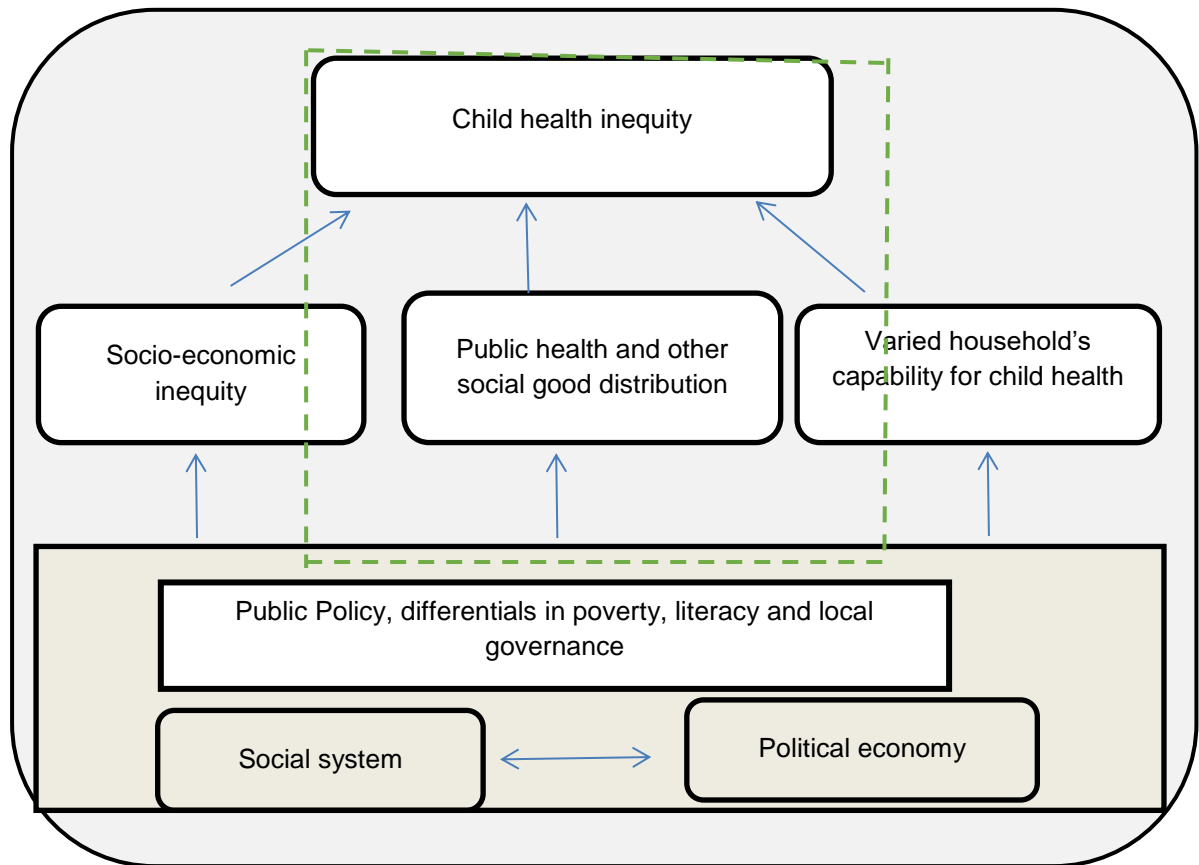 Child health inequity
Socio-economic
inequity
Public health and other
social good distribution
Varied household’s
capability for child health
Public Policy, differentials in poverty, literacy and local
governance
Social system
Political economy